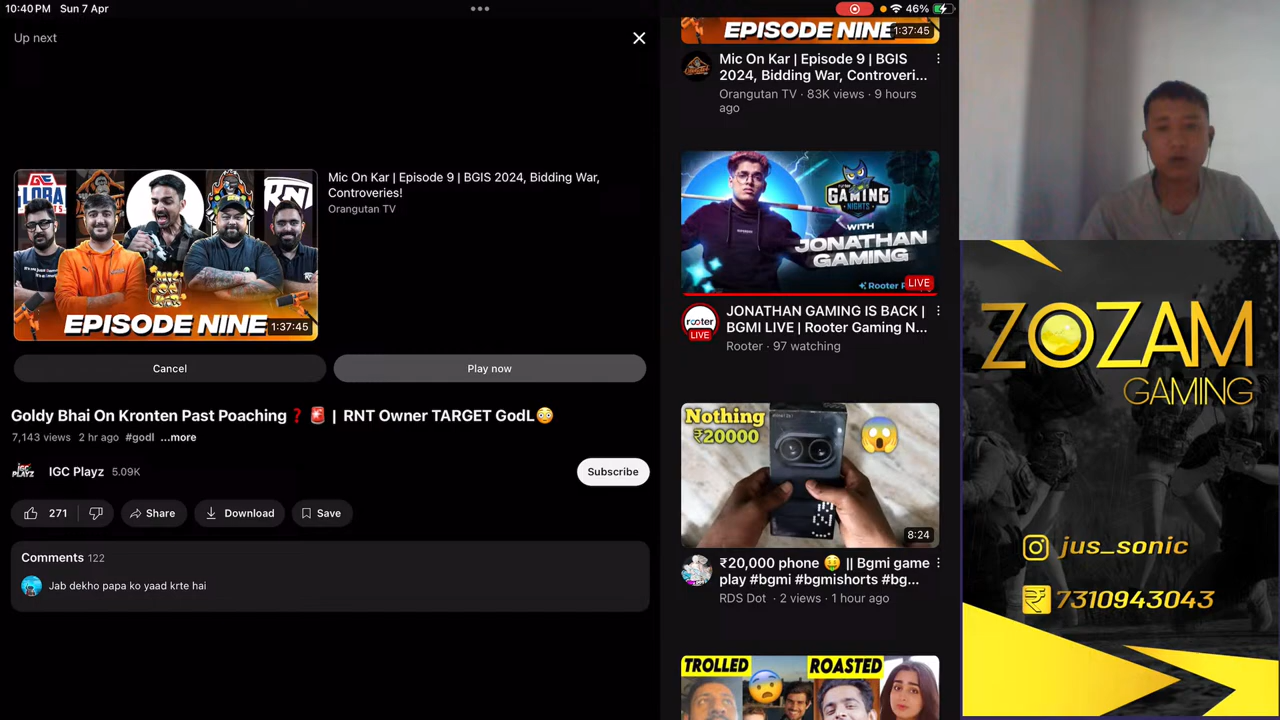 10:40 PM Sun 7 Apr
46%
Up next
EPISODE NINE
1:37:45
Mic On Kar | Episode 9 | BGIS 2024, Bidding War,
Controversies!
Orangutan TV
Cancel
Play now
Goldy Bhai On Kronten Past Poaching❓🚨 | RNT Owner TARGET GodL😳
7,143 views 2 hr ago #godl ...more
IGC PLAYZ
IGC Playz 5.09K
Subscribe
271
Share
Download
Save
Comments 122
Jab dekho papa ko yaad krte hai
EPISODE NINE
1:37:45
Mic On Kar | Episode 9 | BGIS
2024, Bidding War, Controveri...
Orangutan TV · 83K views · 9 hours
ago
rooter
GAMING
NIGHTS
WITH
JONATHAN
GAMING
LIVE
rooter
LIVE
JONATHAN GAMING IS BACK |
BGMI LIVE | Rooter Gaming N...
Rooter · 97 watching
Nothing
₹20000
8:24
₹20,000 phone 🤑 || Bgmi game
play #bgmi #bgmishorts #bg...
RDS Dot · 2 views · 1 hour ago
TROLLED
ROASTED
ZOZAM
GAMING
jus_sonic
7310943043